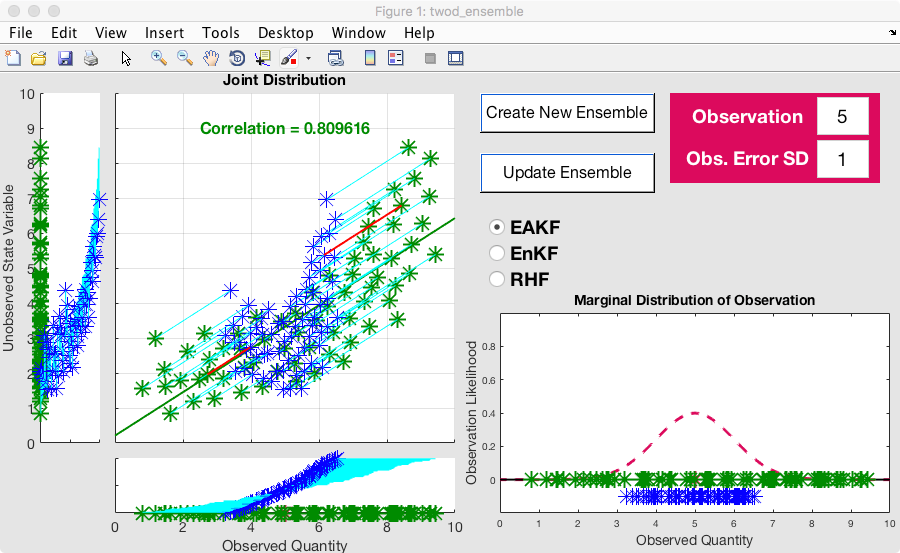 Figure 1: twod_ensemble
File Edit View Insert Tools Desktop Window Help
Joint Distribution
Correlation = 0.809616
Unobserved State Variable
10
9
8
7
6
5
4
3
2
1
0
0 2 4 6 8 10
Observed Quantity
Create New Ensemble
Update Ensemble
Observation 5
Obs. Error SD 1
EAKF
EnKF
RHF
Marginal Distribution of Observation
Observation Likelihood
0.8
0.6
0.4
0.2
0
0 1 2 3 4 5 6 7 8 9 10
Observed Quantity